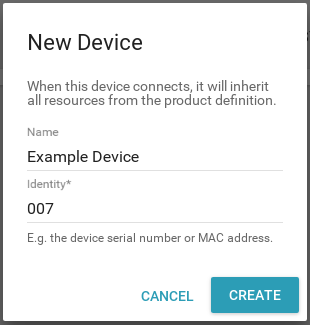 New Device
When this device connects, it will inherit
all resources from the product definition.
Name
Example Device
Identity*
007
E.g. the device serial number or MAC address.
CANCEL
CREATE